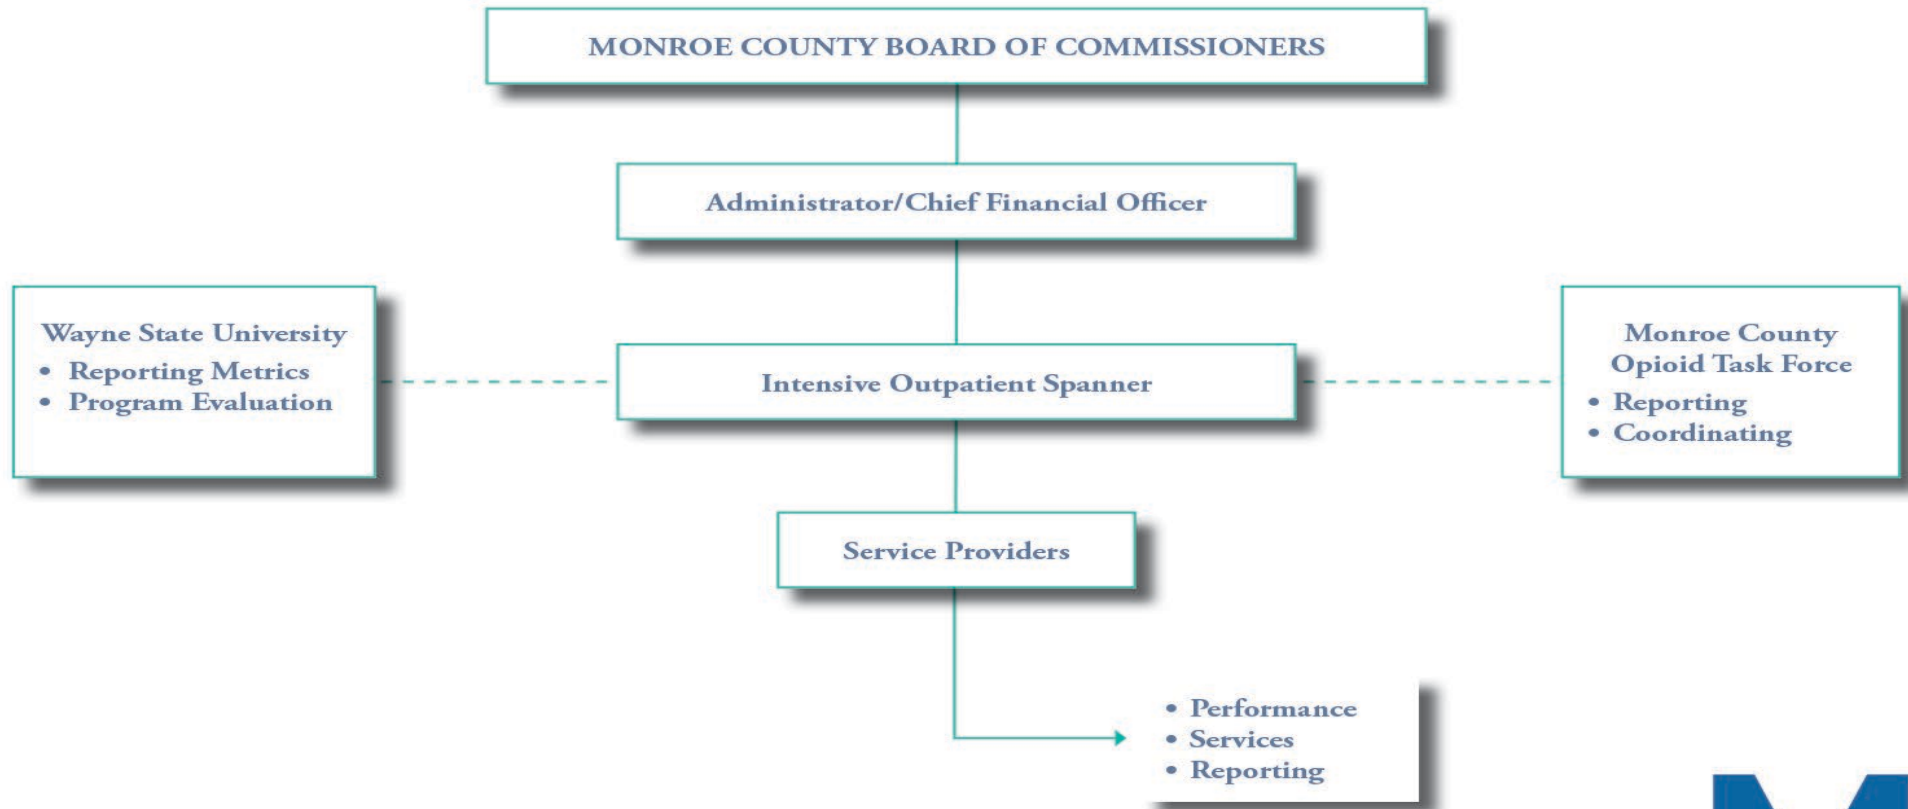 MONROE COUNTY BOARD OF COMMISSIONERS
Administrator/Chief Financial Officer
Wayne State University
• Reporting Metrics
• Program Evaluation
Intensive Outpatient Spanner
Monroe County
Opioid Task Force
• Reporting
• Coordinating
Service Providers
• Performance
• Services
• Reporting